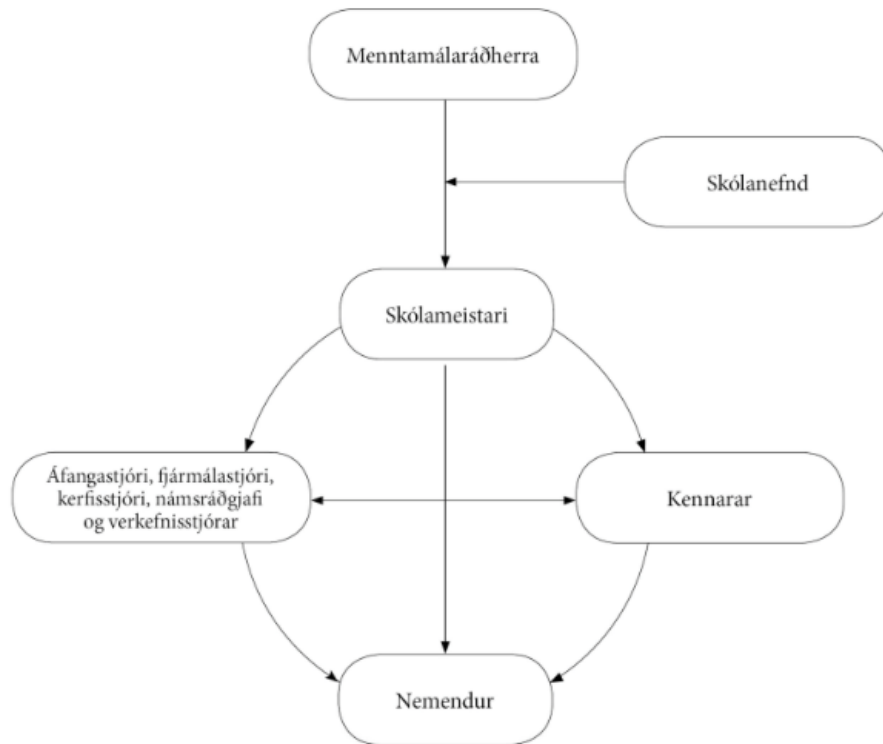 Menntamálaráðherra
Skólanefnd
Skólameistari
Áfangastjóri, fjármálastjóri,
kerfisstjóri, námsráðgjafi
og verkefnisstjórar
Kennarar
Nemendur